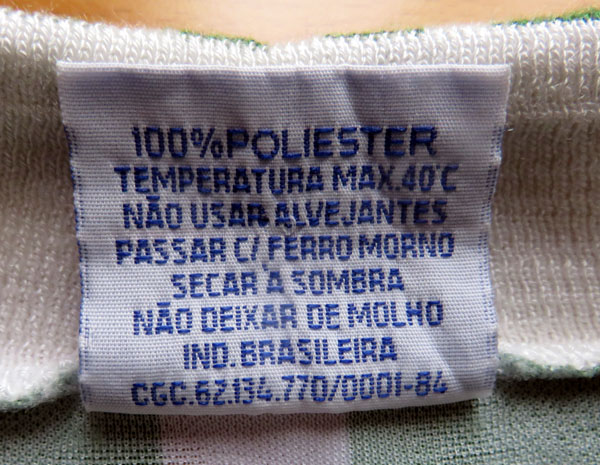 100%POLIESTER
TEMPERATURA MAX.40°C
NÃO USAR ALVEJANTES
PASSAR C/ FERRO MORNO
SECAR À SOMBRA
NÃO DEIXAR DE MOLHO
IND.BRASILEIRA
CGC.62.134.770/0001-84